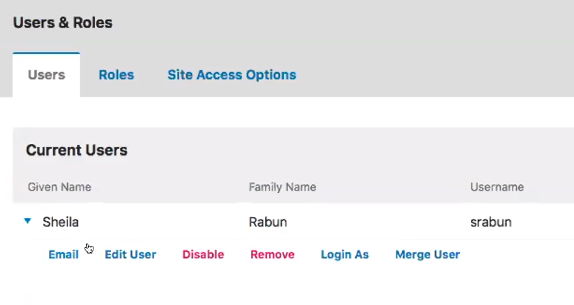 Users & Roles
Users Roles Site Access Options
Current Users
Given Name Family Name Username
Sheila Rabun srabun
Email Edit User Disable Remove Login As Merge User